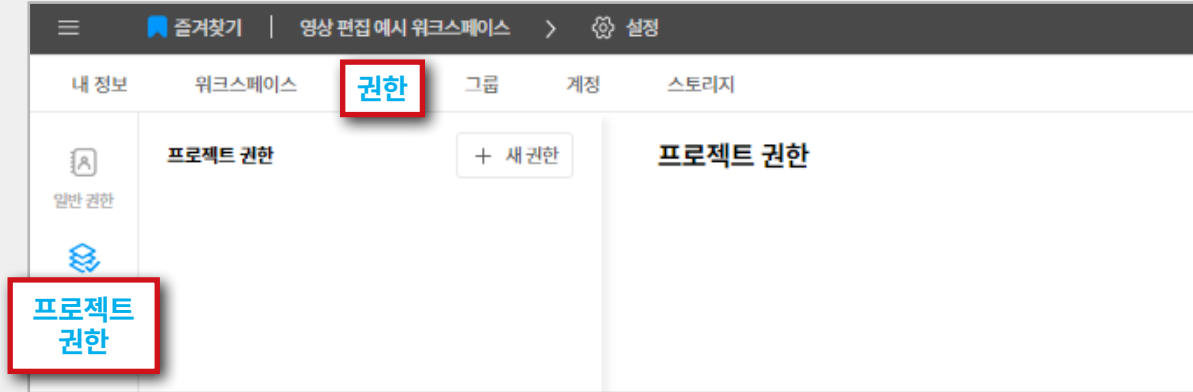 즐겨찾기 | 영상 편집 예시 워크스페이스 > 설정
내 정보 워크스페이스 권한 그룹 계정 스토리지
프로젝트 권한 + 새 권한 프로젝트 권한
일반 권한
프로젝트
권한